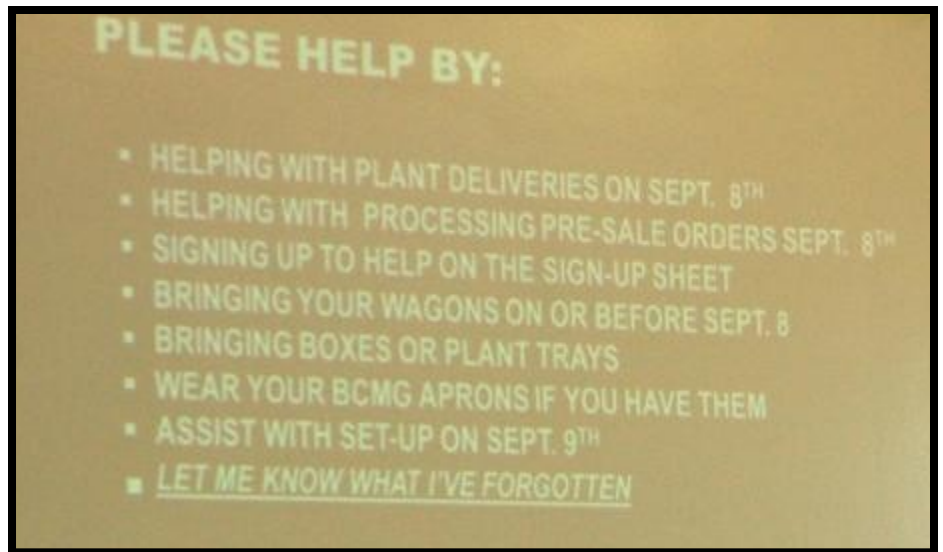 PLEASE HELP BY:
▪ HELPING WITH PLANT DELIVERIES ON SEPT. 8TH
▪ HELPING WITH PROCESSING PRE-SALE ORDERS SEPT. 8TH
▪ SIGNING UP TO HELP ON THE SIGN-UP SHEET
▪ BRINGING YOUR WAGONS ON OR BEFORE SEPT. 8
▪ BRINGING BOXES OR PLANT TRAYS
▪ WEAR YOUR BCMG APRONS IF YOU HAVE THEM
▪ ASSIST WITH SET-UP ON SEPT. 9TH
▪ LET ME KNOW WHAT I'VE FORGOTTEN